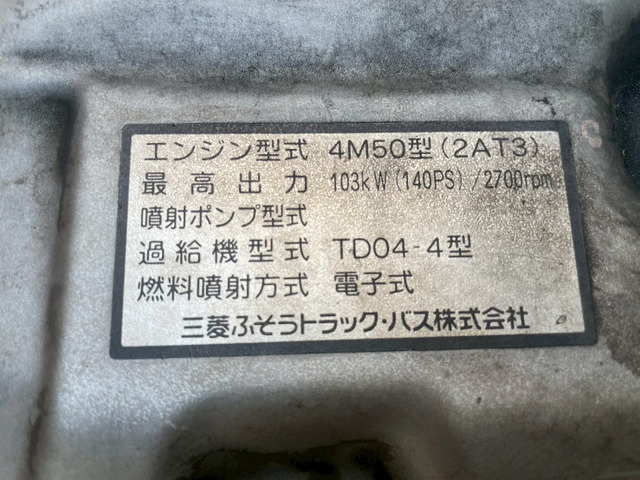 エンジン型式 4M50型(2AT3)
最高出力 103kW(140PS)/2700rpm
噴射ポンプ型式
過給機型式 TD04-4型
燃料噴射方式 電子式
三菱ふそうトラック・バス株式会社